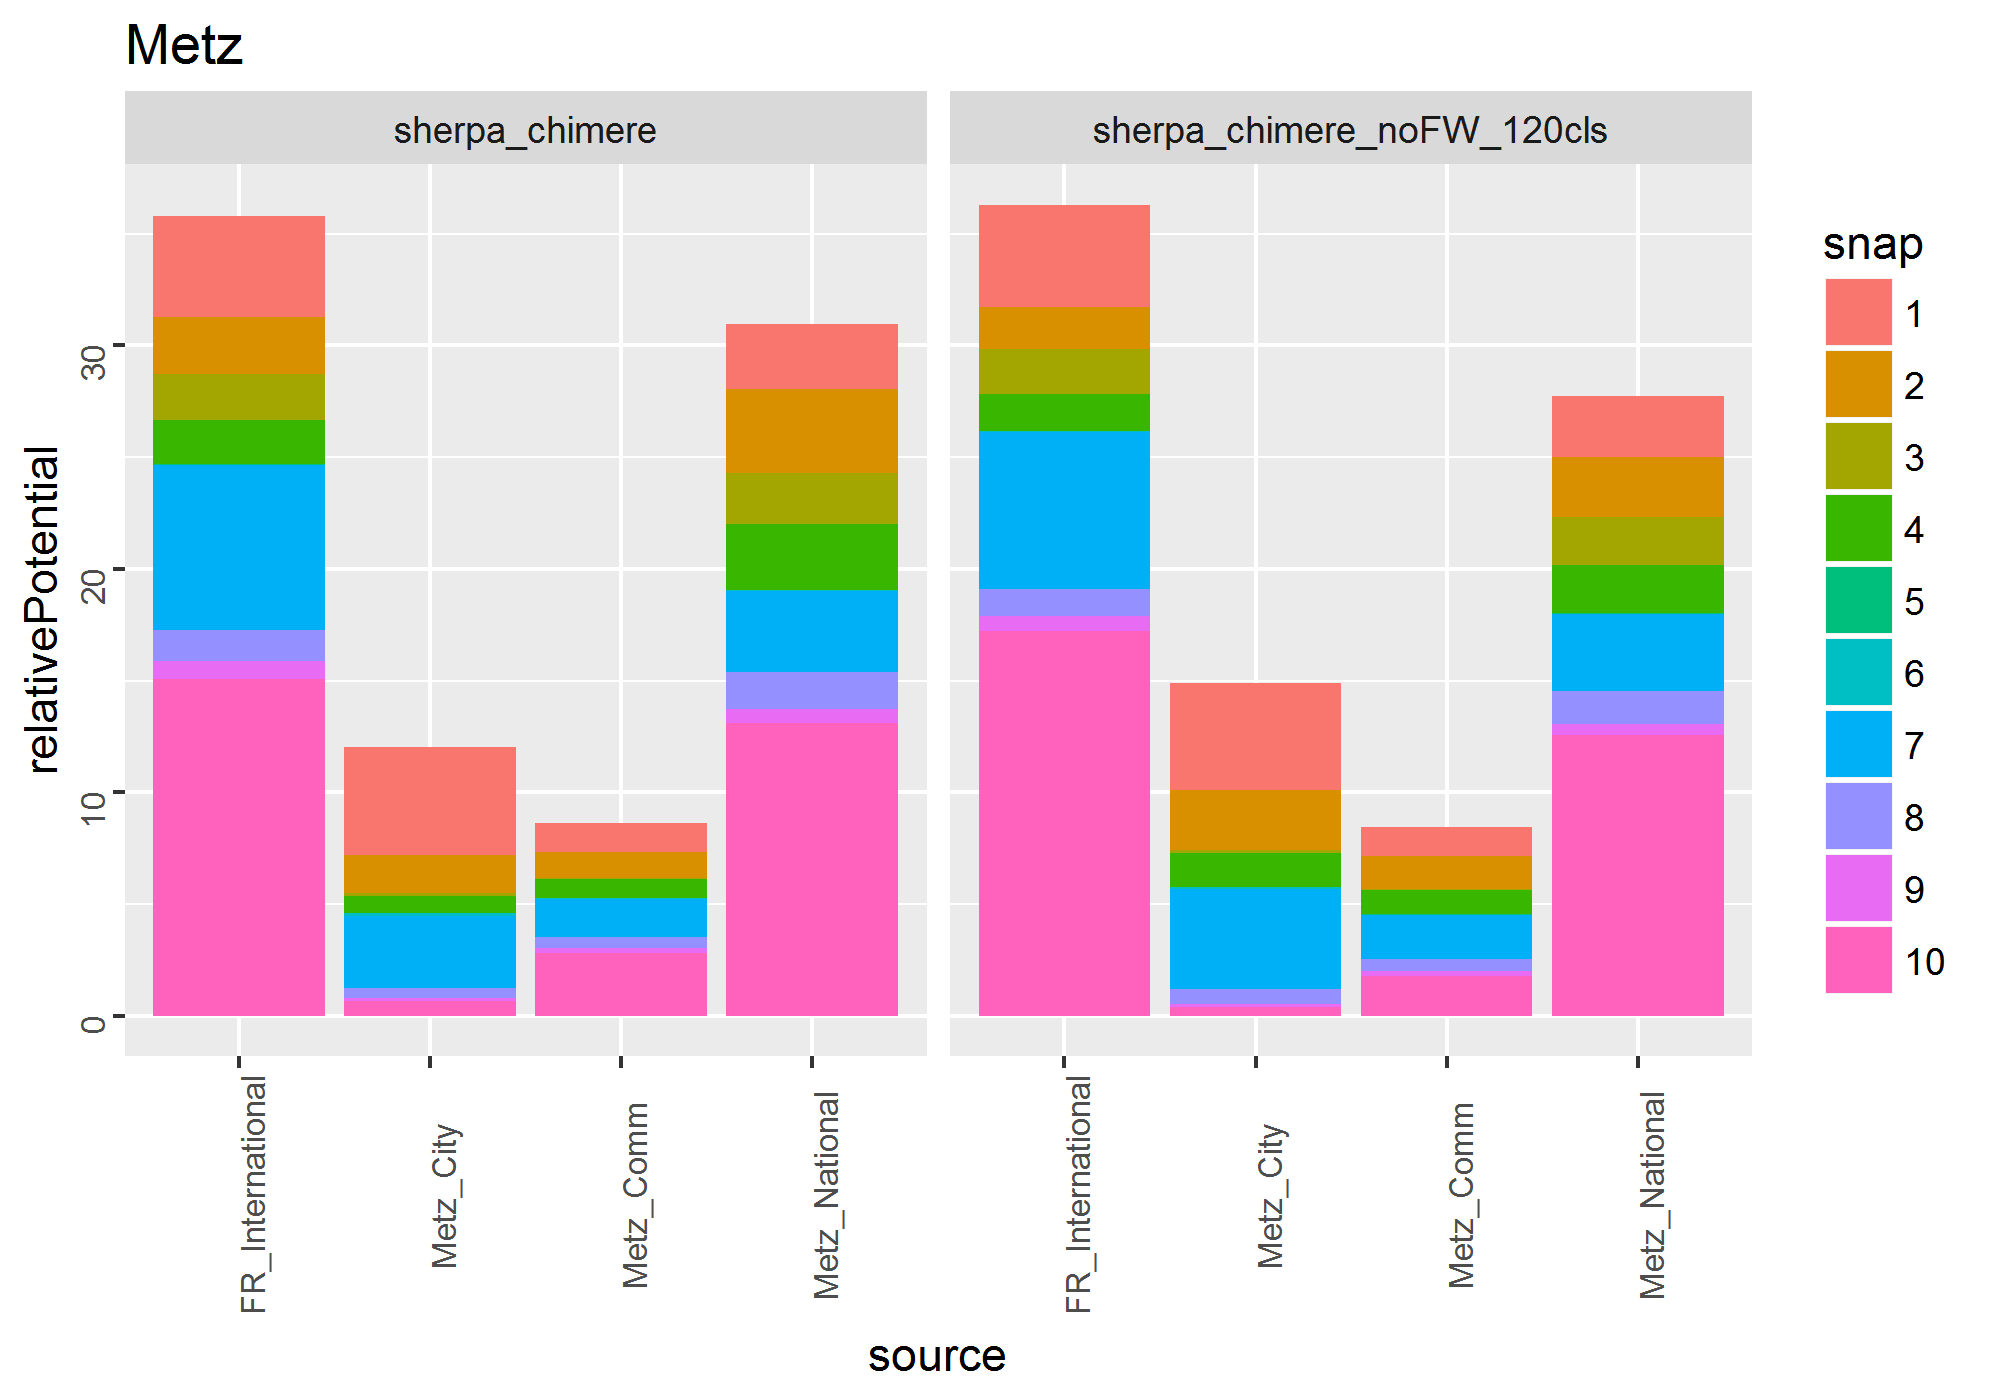 Metz
sherpa_chimere
sherpa_chimere_noFW_120cls
relativePotential
30
20
10
0
FR_International
Metz_City
Metz_Comm
Metz_National
FR_International
Metz_City
Metz_Comm
Metz_National
source
snap
1
2
3
4
5
6
7
8
9
10